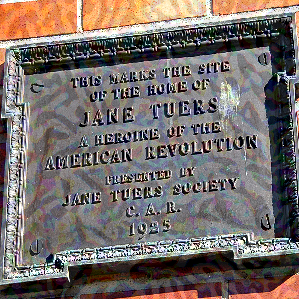 THIS MARKS THE SITE
OF THE HOME OF
JANE TUERS
A HEROINE OF THE
AMERICAN REVOLUTION
PRESENTED BY
JANE TUERS SOCIETY
C. A. R.
1925